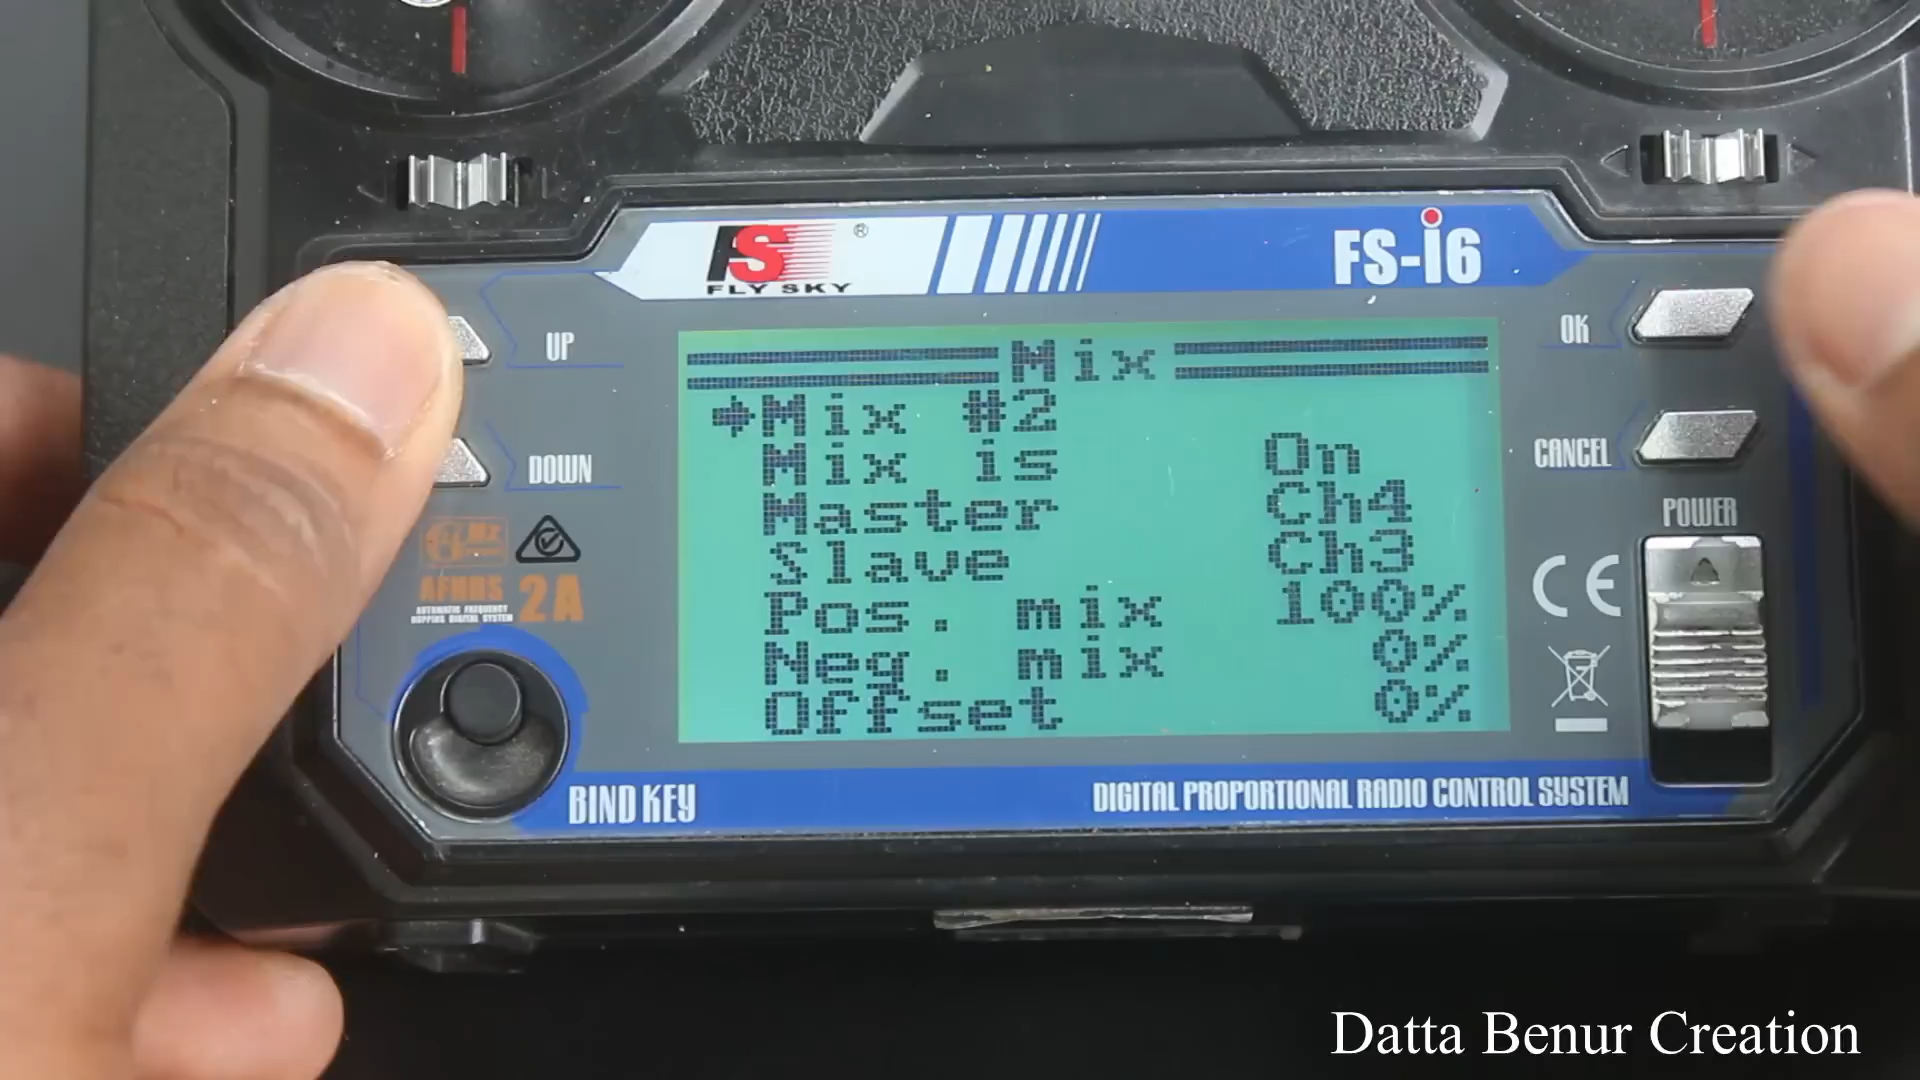 FS ®
FLY SKY
FS-i6
UP
OK
DOWN
CANCEL
POWER
Mix
Mix #2
Mix is On
Master Ch4
Slave Ch3
Pos. mix 100%
Neg. mix 0%
Offset 0%
AFHDS 2A
AUTOMATIC FREQUENCY
HOPPING DIGITAL SYSTEM
CE
BIND KEY
DIGITAL PROPORTIONAL RADIO CONTROL SYSTEM
Datta Benur Creation